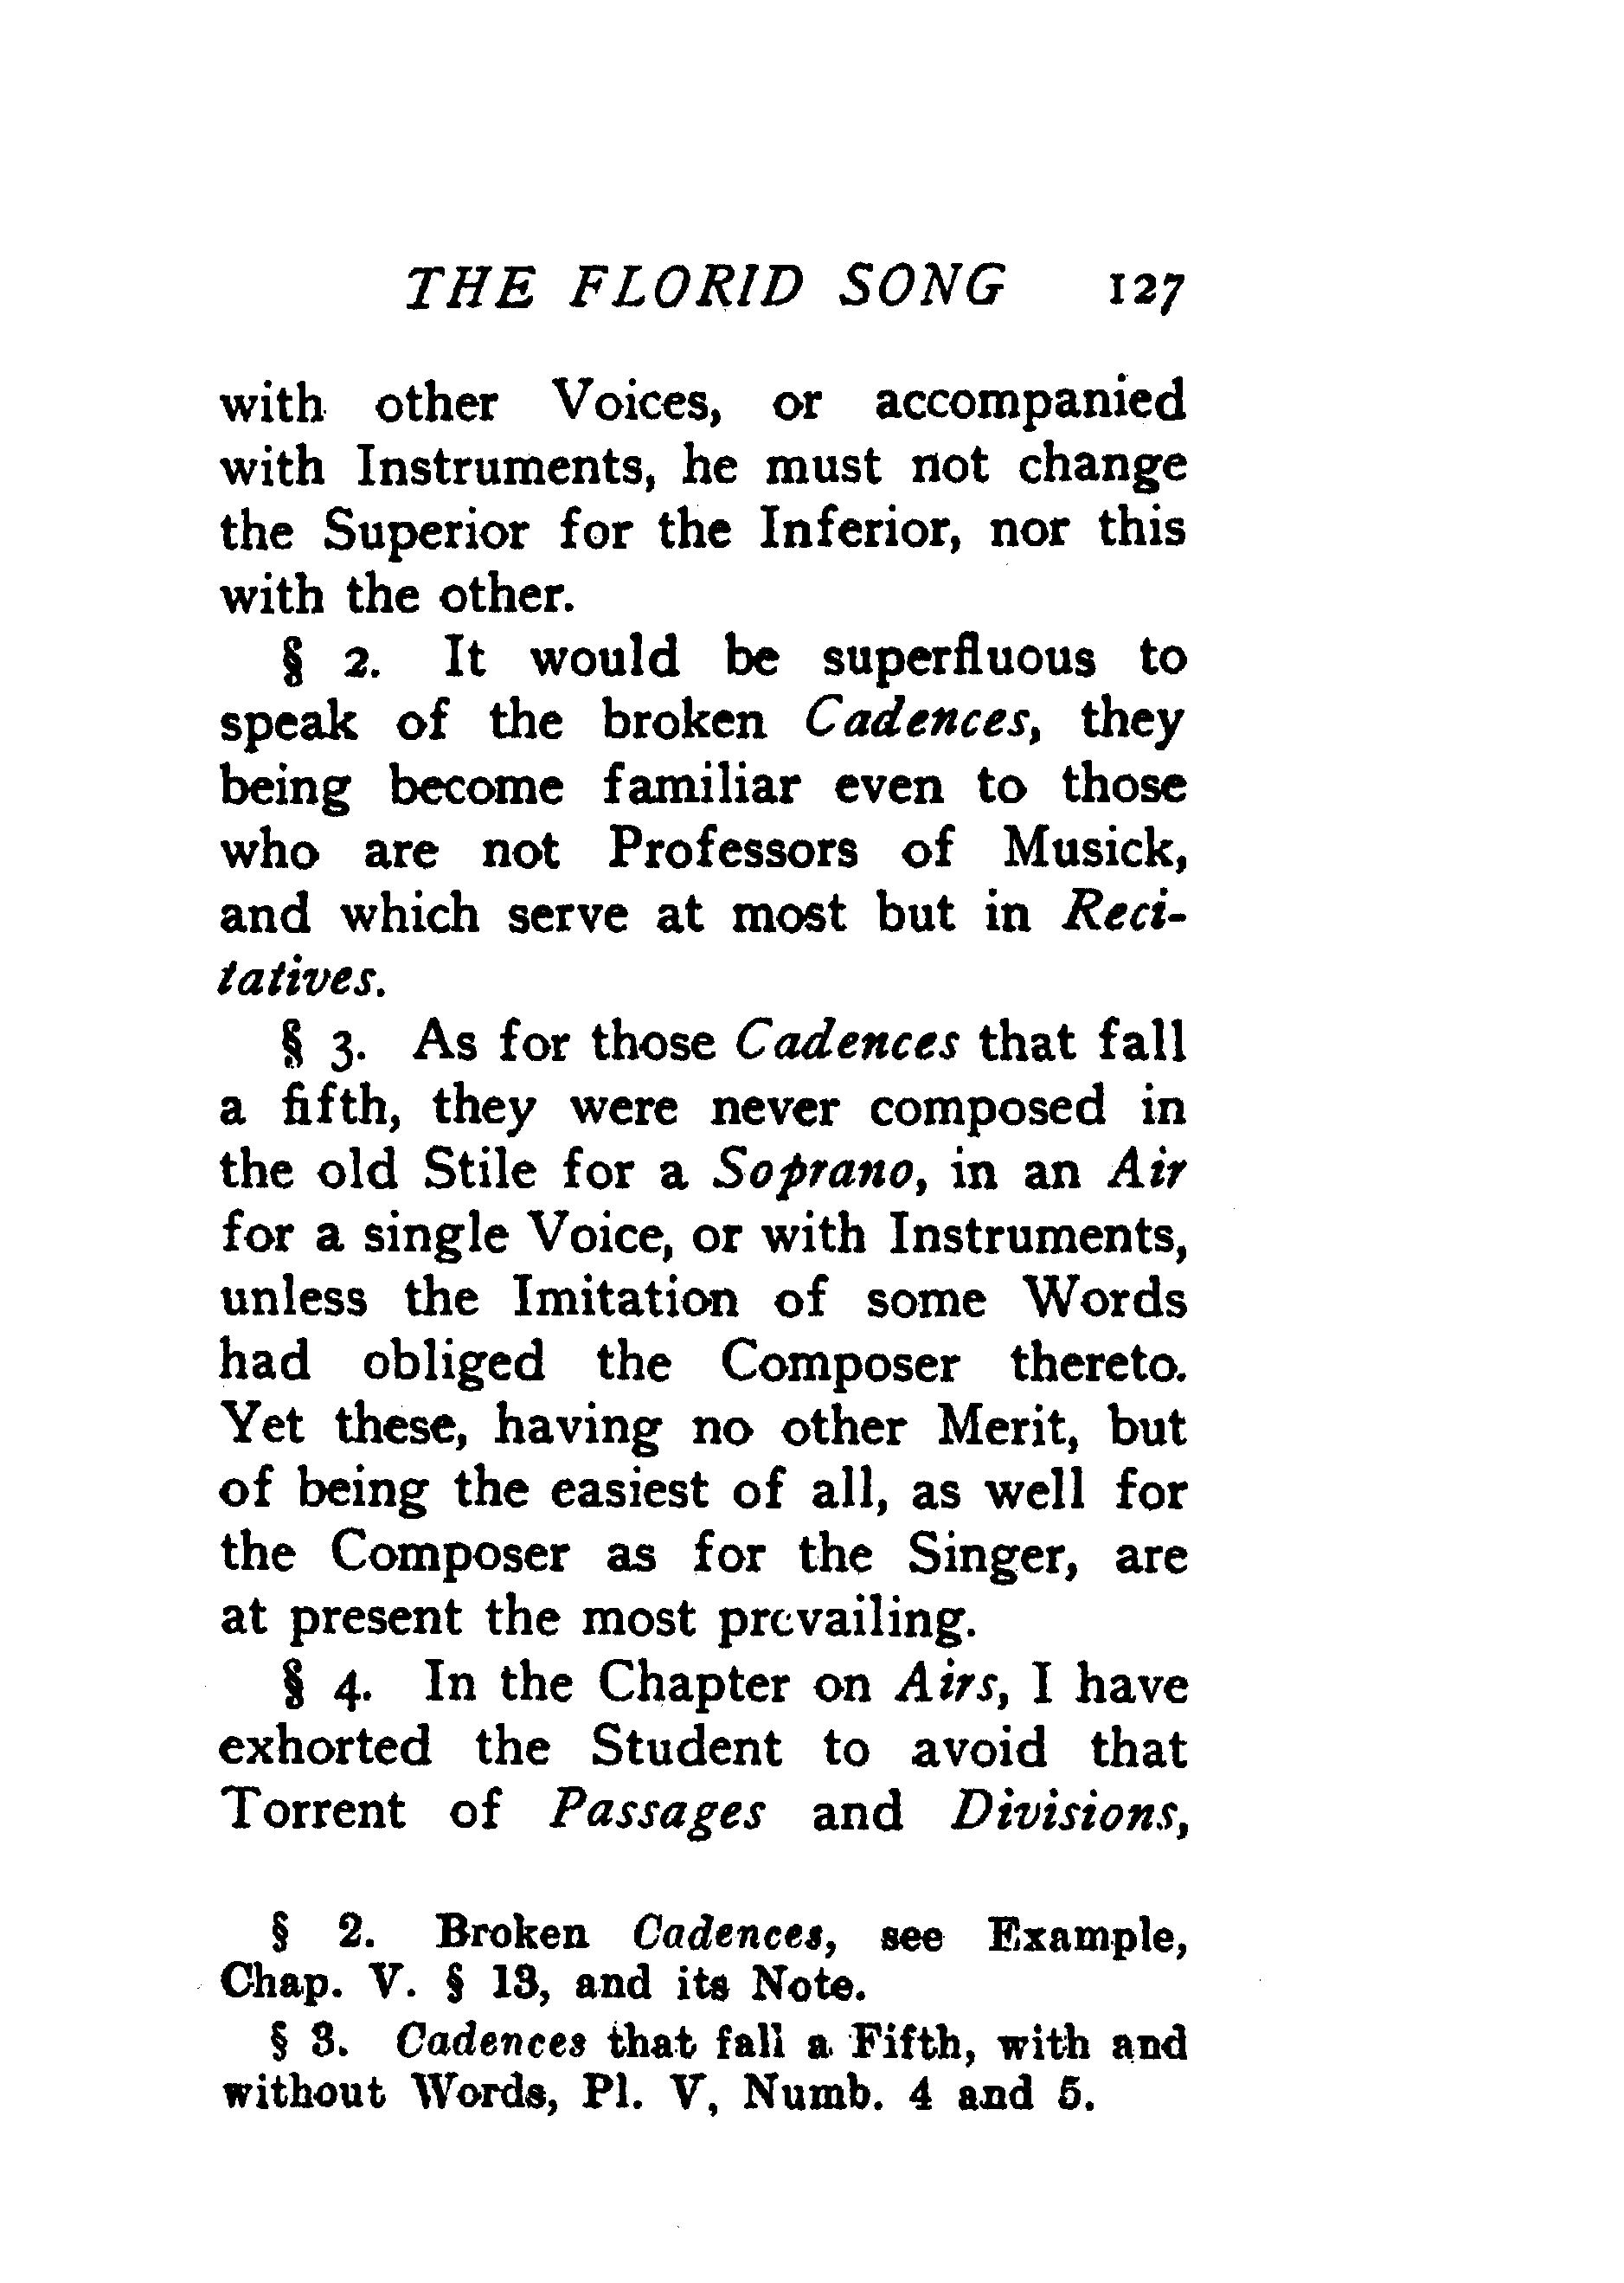 THE FLORID SONG 127
with other Voices, or accompanied
with Instruments, he must not change
the Superior for the Inferior, nor this
with the other.
§ 2. It would be superfluous to
speak of the broken Cadences, they
being become familiar even to those
who are not Professors of Musick,
and which serve at most but in Reci-
tatives.
§ 3. As for those Cadences that fall
a fifth, they were never composed in
the old Stile for a Soprano, in an Air
for a single Voice, or with Instruments,
unless the Imitation of some Words
had obliged the Composer thereto.
Yet these, having no other Merit, but
of being the easiest of all, as well for
the Composer as for the Singer, are
at present the most prevailing.
§ 4. In the Chapter on Airs, I have
exhorted the Student to avoid that
Torrent of Passages and Divisions,
§ 2. Broken Cadences, see Example,
Chap. V. § 13, and its Note.
§ 3. Cadences that fall a Fifth, with and
without Words, Pl. V, Numb. 4 and 5.